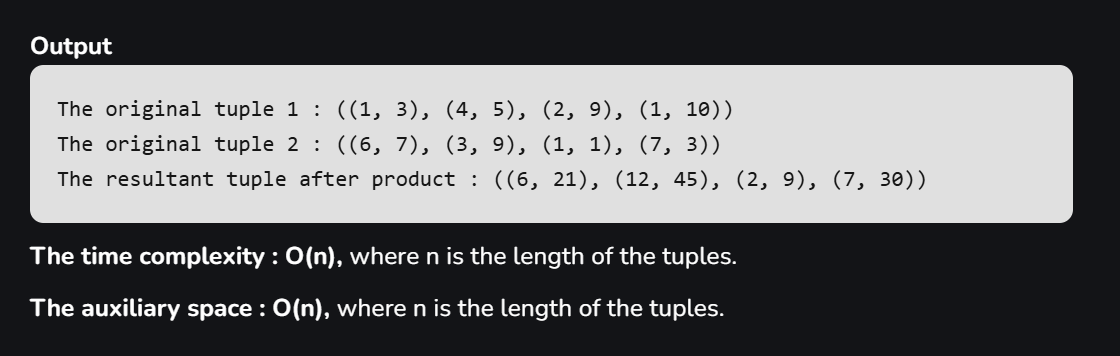 Output
The original tuple 1 : ((1, 3), (4, 5), (2, 9), (1, 10))
The original tuple 2 : ((6, 7), (3, 9), (1, 1), (7, 3))
The resultant tuple after product : ((6, 21), (12, 45), (2, 9), (7, 30))
The time complexity : O(n), where n is the length of the tuples.
The auxiliary space : O(n), where n is the length of the tuples.